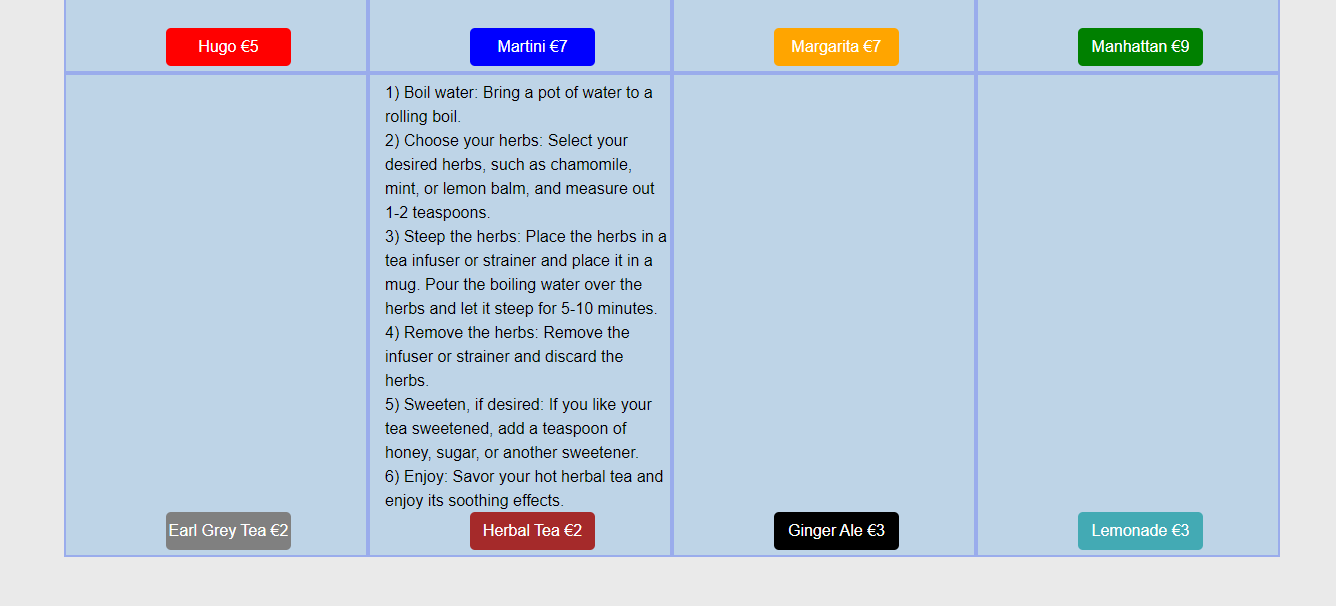 Hugo €5
Martini €7
Margarita €7
Manhattan €9
1) Boil water: Bring a pot of water to a
rolling boil.
2) Choose your herbs: Select your
desired herbs, such as chamomile,
mint, or lemon balm, and measure out
1-2 teaspoons.
3) Steep the herbs: Place the herbs in a
tea infuser or strainer and place it in a
mug. Pour the boiling water over the
herbs and let it steep for 5-10 minutes.
4) Remove the herbs: Remove the
infuser or strainer and discard the
herbs.
5) Sweeten, if desired: If you like your
tea sweetened, add a teaspoon of
honey, sugar, or another sweetener.
6) Enjoy: Savor your hot herbal tea and
enjoy its soothing effects.
Earl Grey Tea €2
Herbal Tea €2
Ginger Ale €3
Lemonade €3